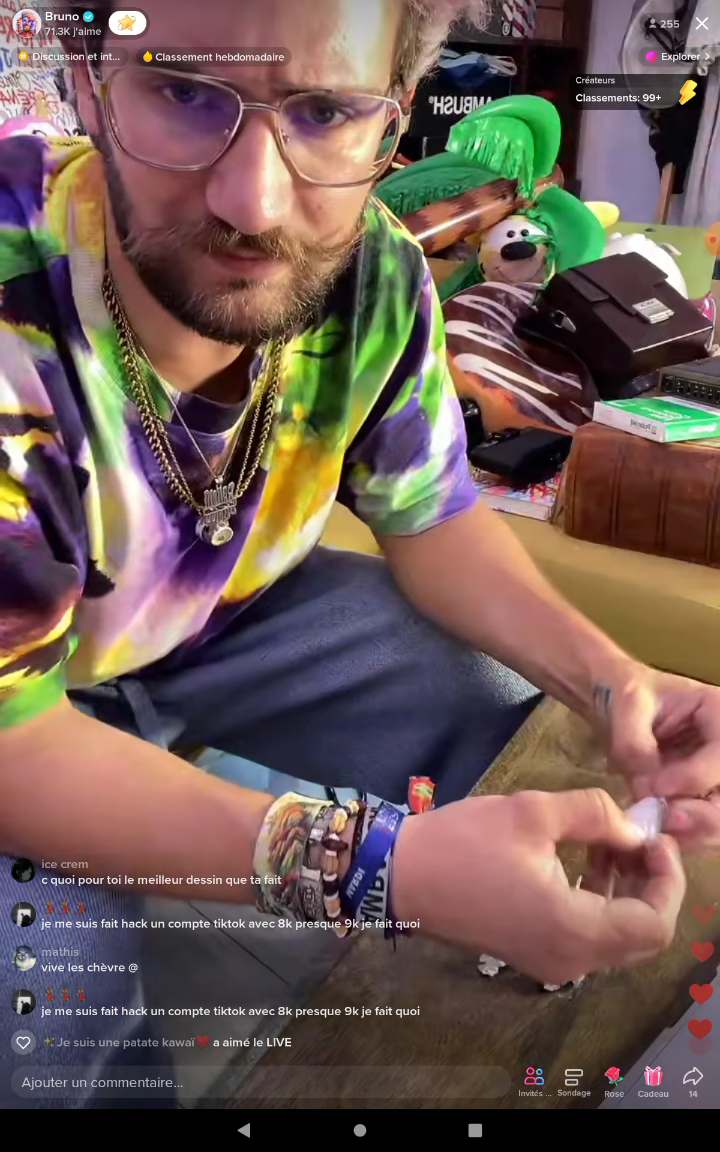 Bruno
71.3K j'aime
255
Discussion et int...
Classement hebdomadaire
Explorer
Créateurs
Classements: 99+
AMBUSH
Polaroid
ice crem
c quoi pour toi le meilleur dessin que ta fait
je me suis fait hack un compte tiktok avec 8k presque 9k je fait quoi
mathis
vive les chèvre @
je me suis fait hack un compte tiktok avec 8k presque 9k je fait quoi
Je suis une patate kawaï a aimé le LIVE
Ajouter un commentaire...
Invités ...
Sondage
Rose
Cadeau
14